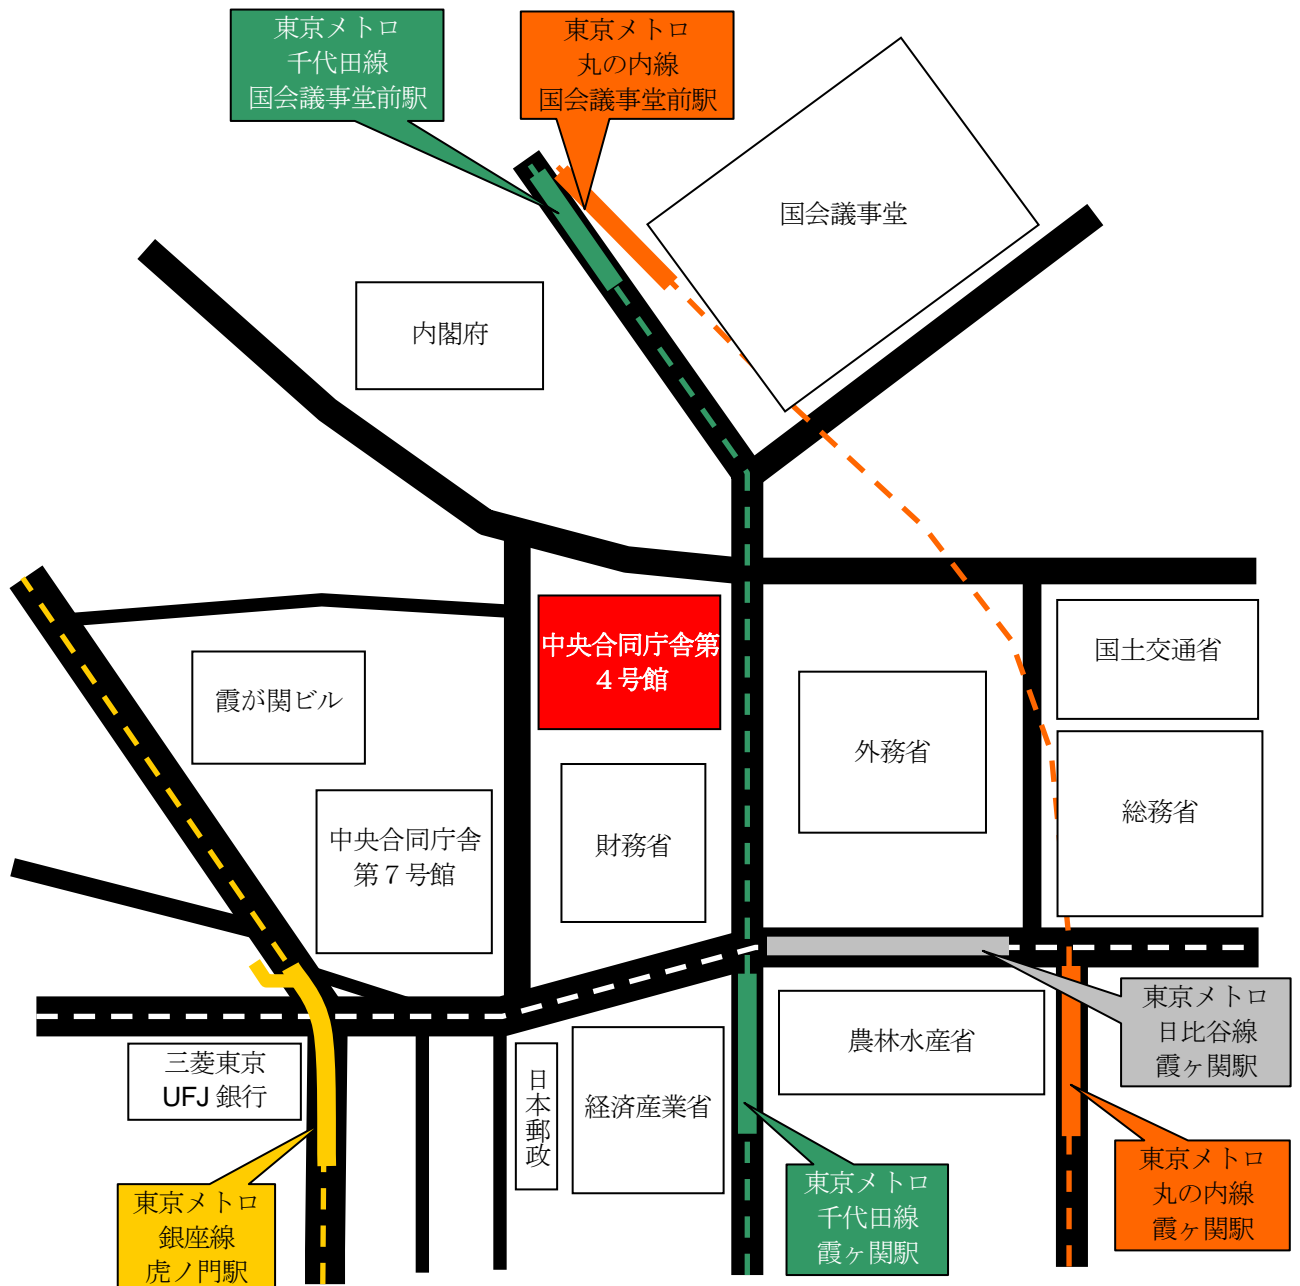 東京メトロ
千代田線
国会議事堂前駅
東京メトロ
丸の内線
国会議事堂前駅
国会議事堂
内閣府
中央合同庁舎第
４号館
国土交通省
霞が関ビル
外務省
総務省
中央合同庁舎
第７号館
財務省
東京メトロ
日比谷線
霞ヶ関駅
農林水産省
三菱東京
UFJ 銀行
日本郵政
経済産業省
東京メトロ
丸の内線
霞ヶ関駅
東京メトロ
千代田線
霞ヶ関駅
東京メトロ
銀座線
虎ノ門駅